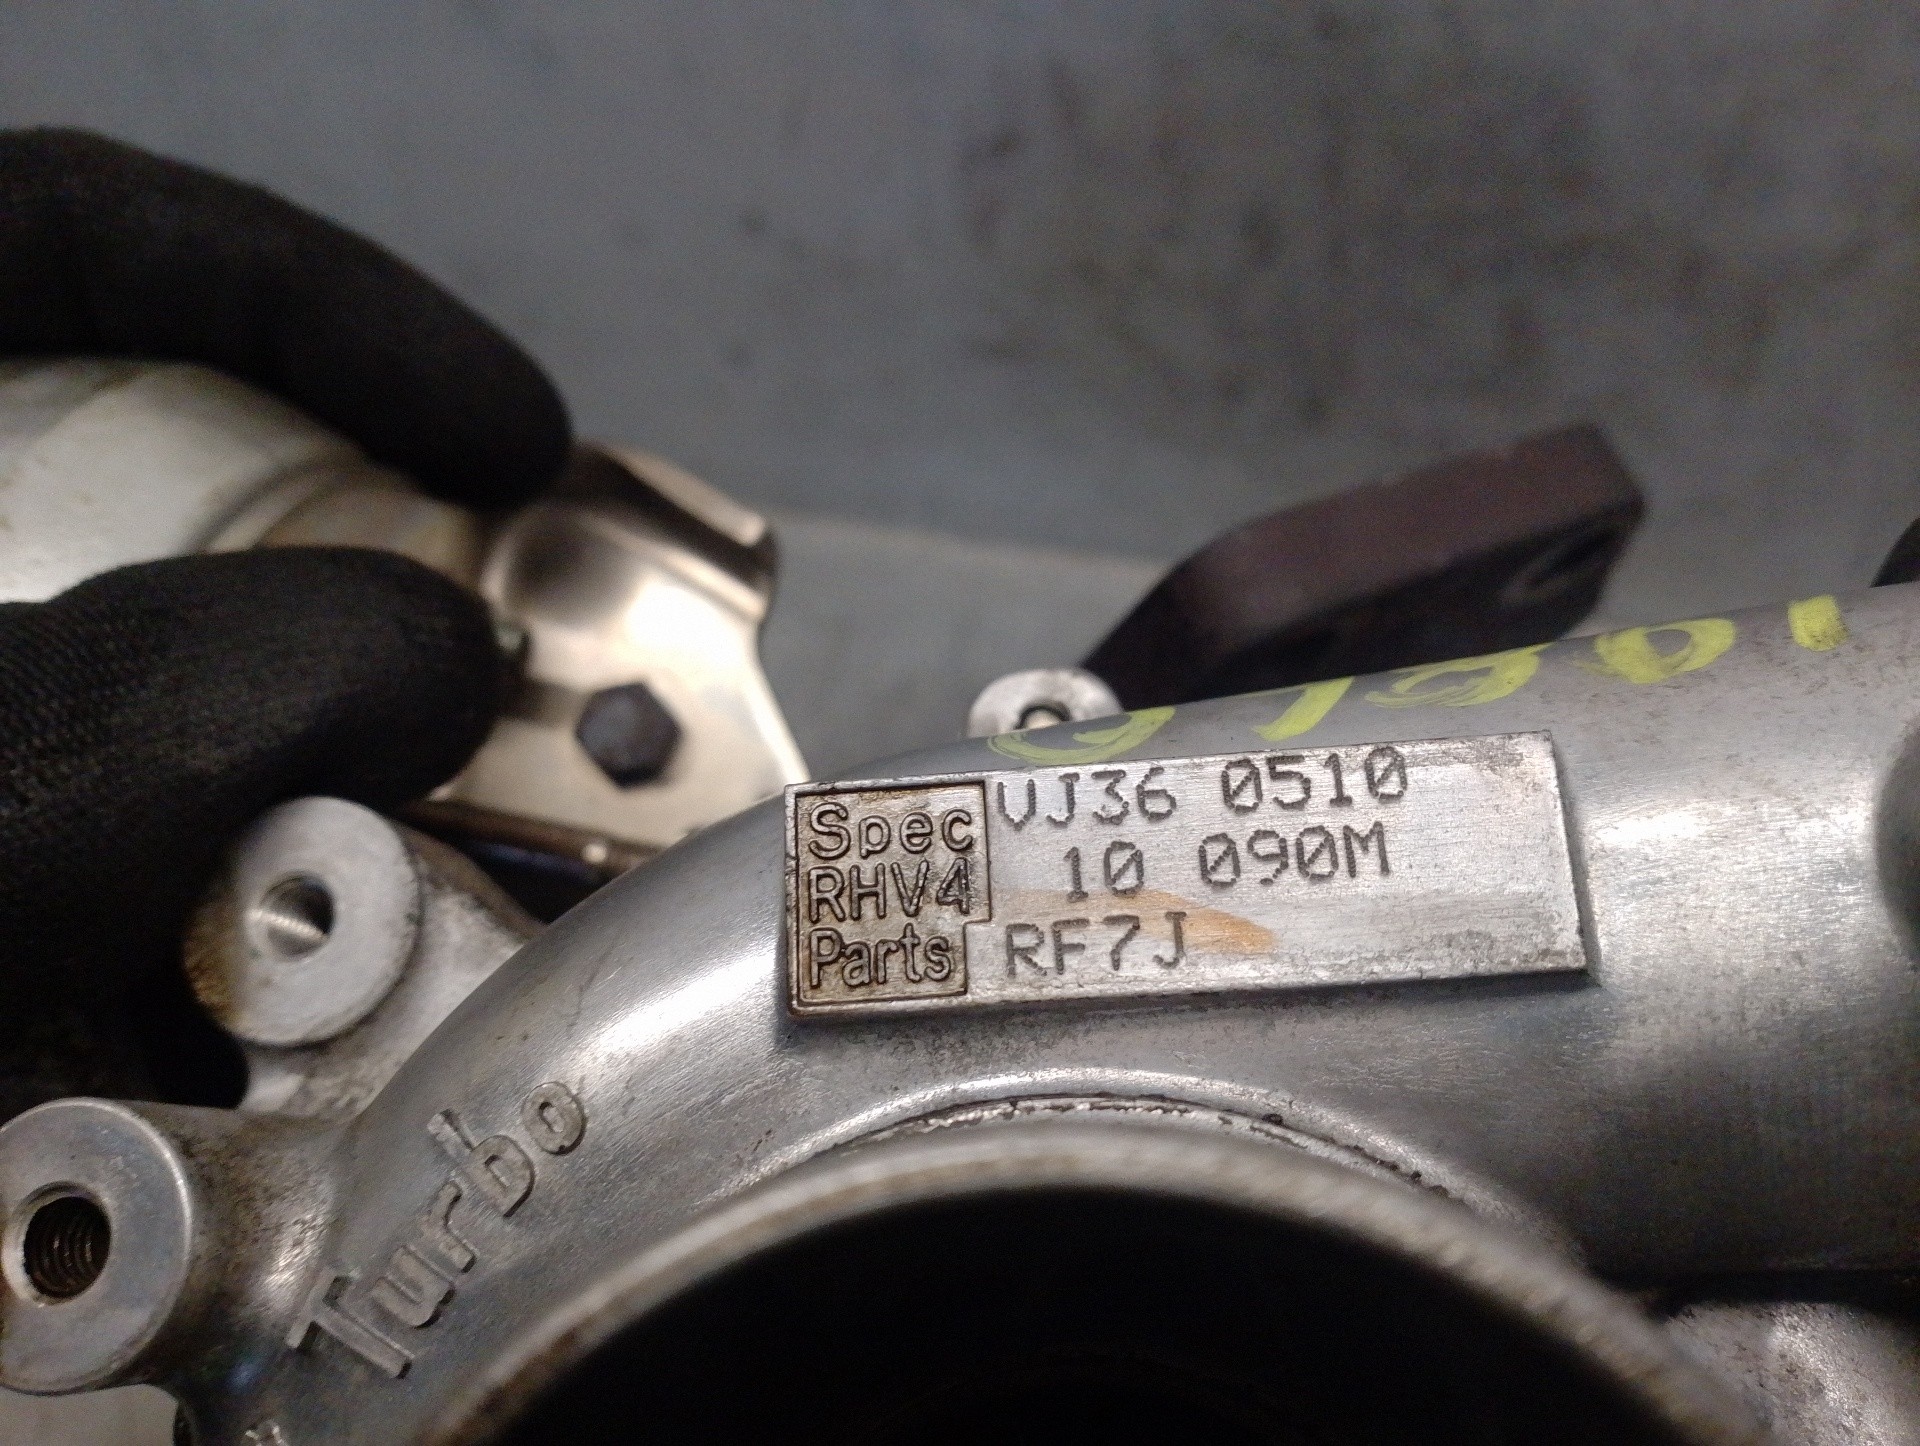 Spec VJ36 0510
RHV4 10 090M
Parts RF7J
Turbo